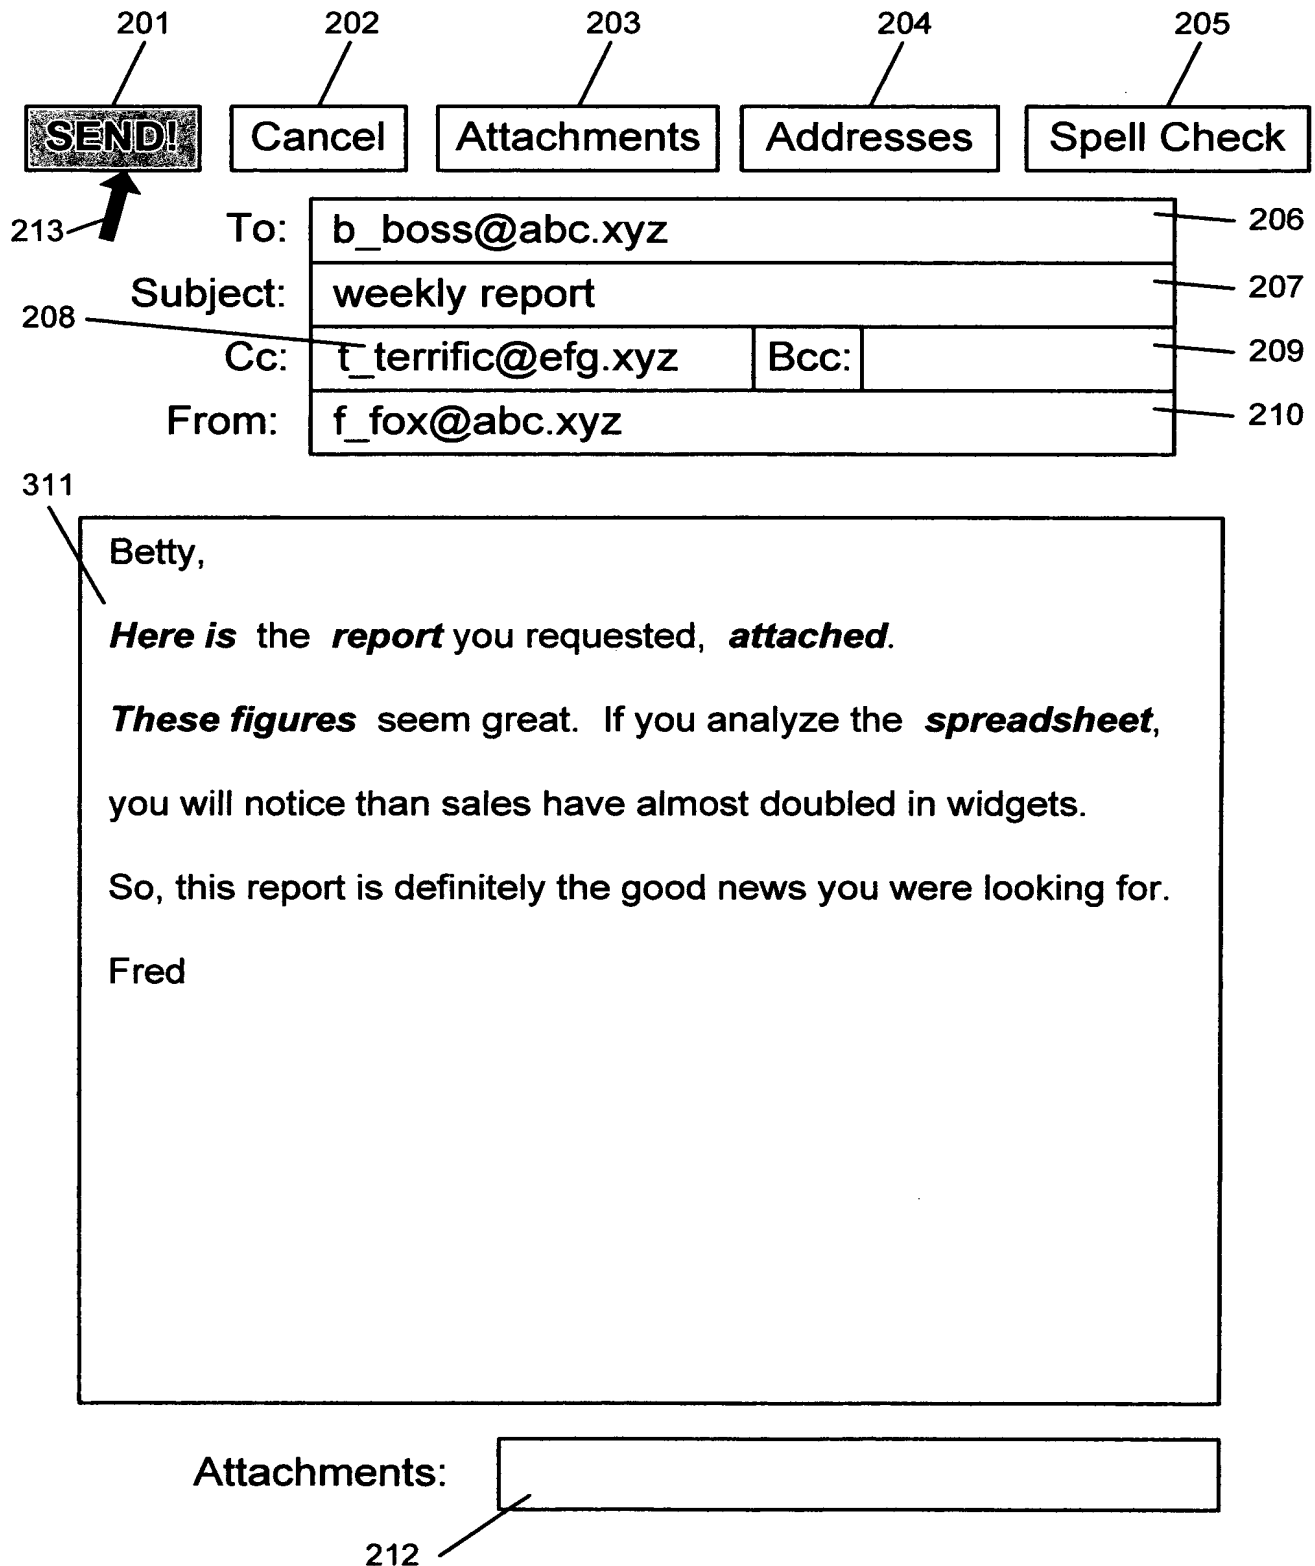 201 202 203 204 205
SEND! Cancel Attachments Addresses Spell Check
213 To: b_boss@abc.xyz 206
Subject: weekly report 207
208 Cc: t_terrific@efg.xyz Bcc: 209
From: f_fox@abc.xyz 210
311
Betty,
Here is the report you requested, attached.
These figures seem great. If you analyze the spreadsheet,
you will notice than sales have almost doubled in widgets.
So, this report is definitely the good news you were looking for.
Fred
Attachments:
212